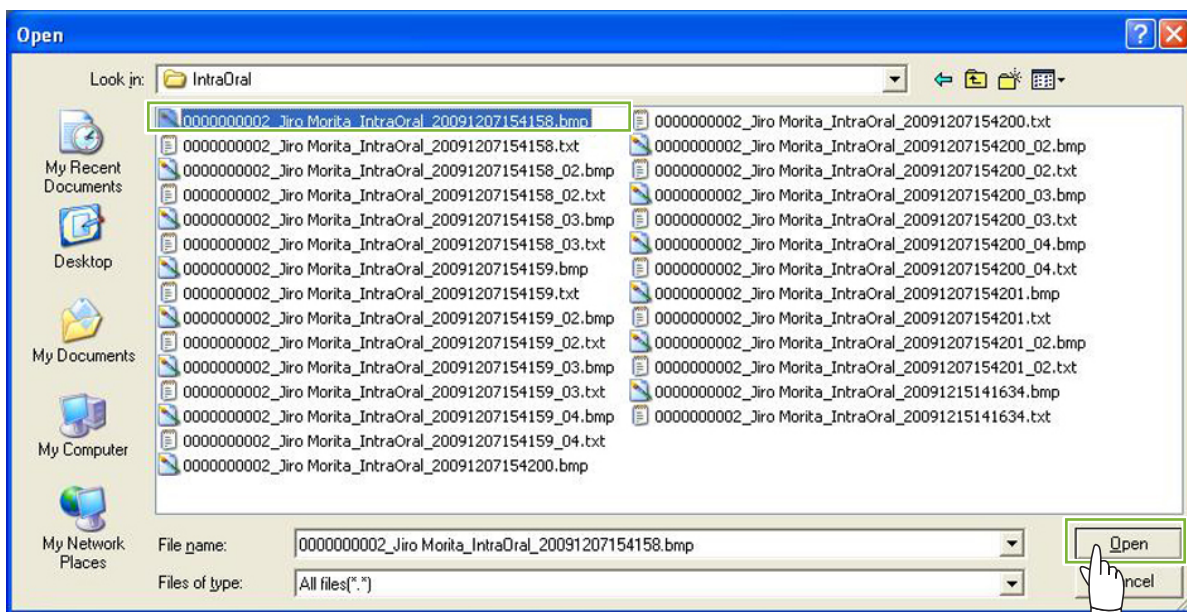 Open
Look in: IntraOral
My Recent
Documents
Desktop
My Documents
My Computer
My Network
Places
0000000002_Jiro Morita_IntraOral_20091207154158.bmp
0000000002_Jiro Morita_IntraOral_20091207154158.txt
0000000002_Jiro Morita_IntraOral_20091207154158_02.bmp
0000000002_Jiro Morita_IntraOral_20091207154158_02.txt
0000000002_Jiro Morita_IntraOral_20091207154158_03.bmp
0000000002_Jiro Morita_IntraOral_20091207154158_03.txt
0000000002_Jiro Morita_IntraOral_20091207154159.bmp
0000000002_Jiro Morita_IntraOral_20091207154159.txt
0000000002_Jiro Morita_IntraOral_20091207154159_02.bmp
0000000002_Jiro Morita_IntraOral_20091207154159_02.txt
0000000002_Jiro Morita_IntraOral_20091207154159_03.bmp
0000000002_Jiro Morita_IntraOral_20091207154159_03.txt
0000000002_Jiro Morita_IntraOral_20091207154159_04.bmp
0000000002_Jiro Morita_IntraOral_20091207154159_04.txt
0000000002_Jiro Morita_IntraOral_20091207154200.bmp
0000000002_Jiro Morita_IntraOral_20091207154200.txt
0000000002_Jiro Morita_IntraOral_20091207154200_02.bmp
0000000002_Jiro Morita_IntraOral_20091207154200_02.txt
0000000002_Jiro Morita_IntraOral_20091207154200_03.bmp
0000000002_Jiro Morita_IntraOral_20091207154200_03.txt
0000000002_Jiro Morita_IntraOral_20091207154200_04.bmp
0000000002_Jiro Morita_IntraOral_20091207154200_04.txt
0000000002_Jiro Morita_IntraOral_20091207154201.bmp
0000000002_Jiro Morita_IntraOral_20091207154201.txt
0000000002_Jiro Morita_IntraOral_20091207154201_02.bmp
0000000002_Jiro Morita_IntraOral_20091207154201_02.txt
0000000002_Jiro Morita_IntraOral_20091215141634.bmp
0000000002_Jiro Morita_IntraOral_20091215141634.txt
File name: 0000000002_Jiro Morita_IntraOral_20091207154158.bmp
Open
Files of type: All files(*.*)